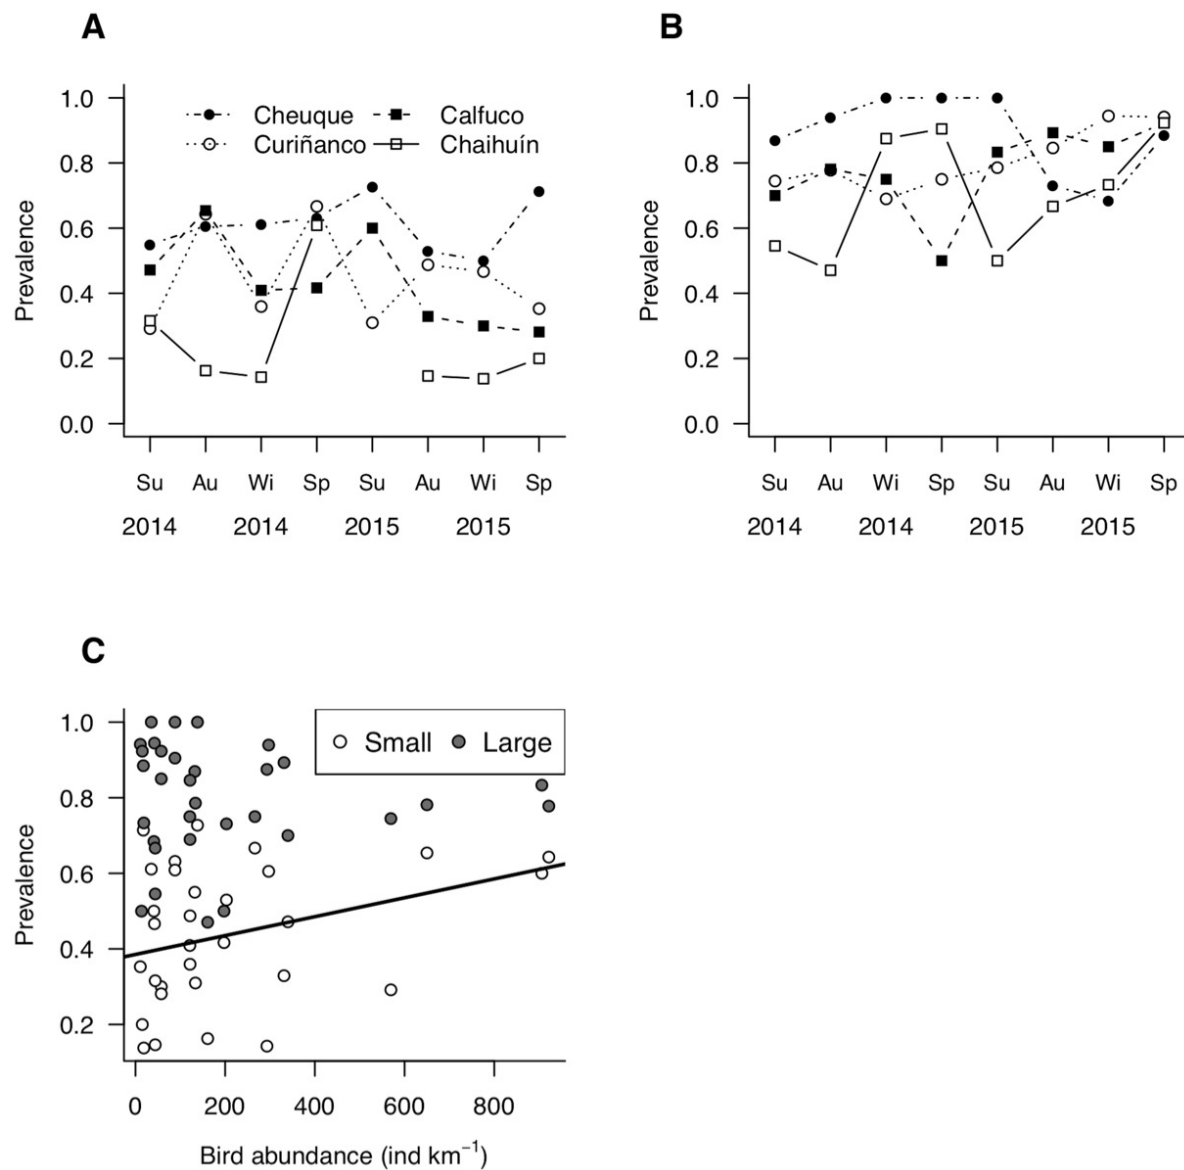 A
Prevalence
1.0
0.8
0.6
0.4
0.2
0.0
Cheuque Calfuco
Curiñanco Chaihuín
Su Au Wi Sp Su Au Wi Sp
2014 2014 2015 2015
B
Prevalence
1.0
0.8
0.6
0.4
0.2
0.0
Su Au Wi Sp Su Au Wi Sp
2014 2014 2015 2015
C
Prevalence
1.0
0.8
0.6
0.4
0.2
Small Large
0 200 400 600 800
Bird abundance (ind km⁻¹)